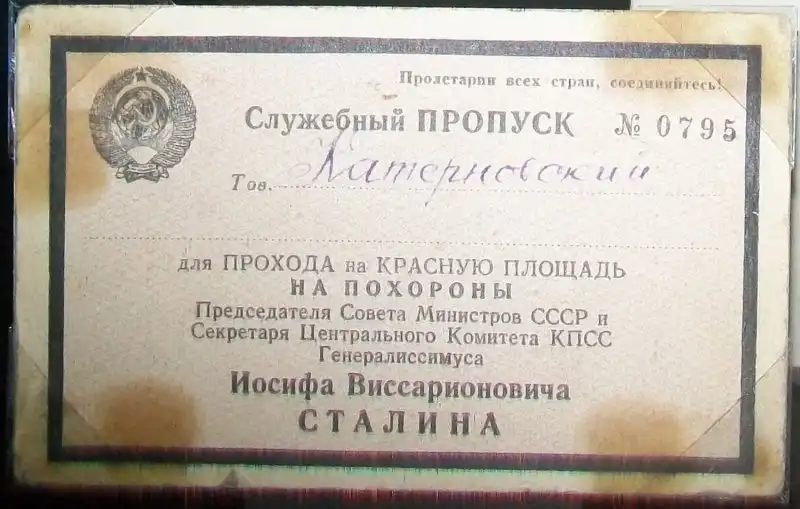 Пролетарии всех стран, соединяйтесь!
Служебный ПРОПУСК № 0795
Тов. Катерновский
для ПРОХОДА на КРАСНУЮ ПЛОЩАДЬ
НА ПОХОРОНЫ
Председателя Совета Министров СССР и
Секретаря Центрального Комитета КПСС
Генералиссимуса
Иосифа Виссарионовича
СТАЛИНА